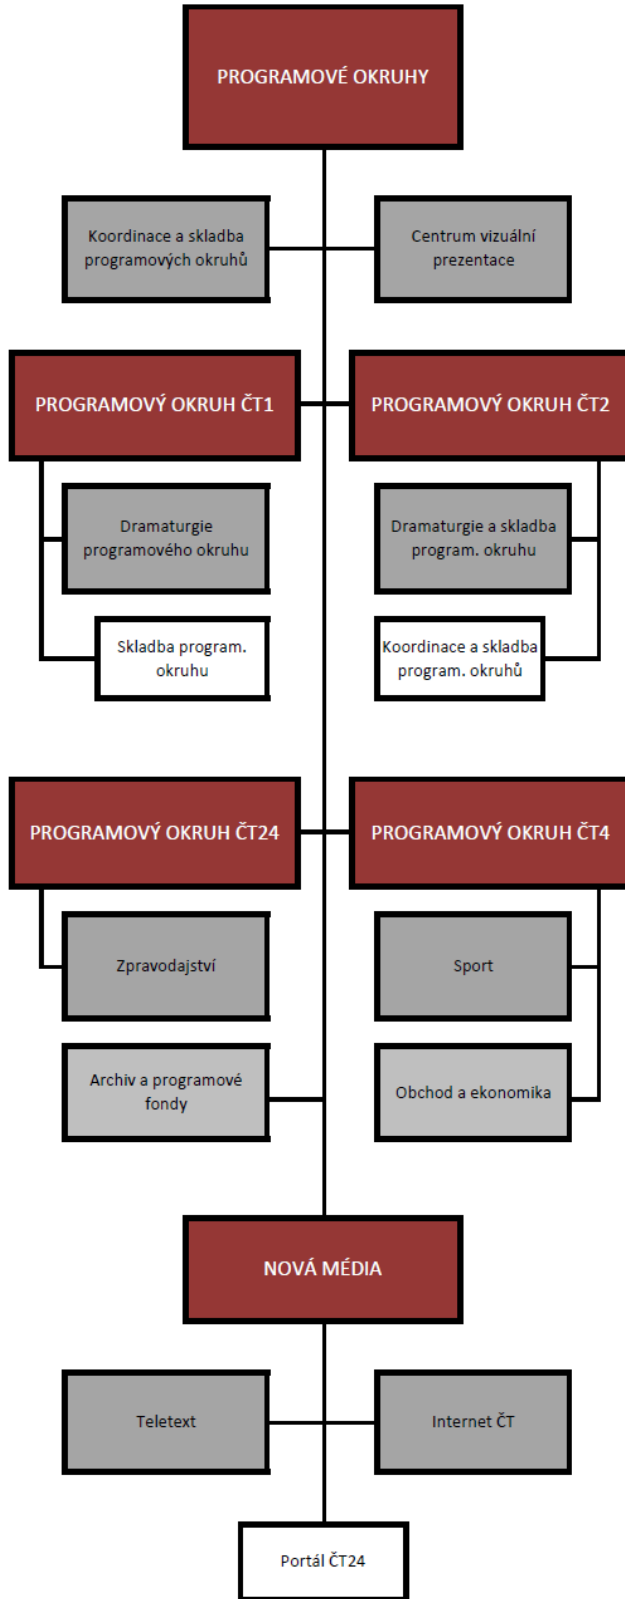 PROGRAMOVÉ OKRUHY
Koordinace a skladba
programových okruhů
Centrum vizuální
prezentace
PROGRAMOVÝ OKRUH ČT1
PROGRAMOVÝ OKRUH ČT2
Dramaturgie
programového okruhu
Dramaturgie a skladba
program. okruhu
Skladba program.
okruhu
Koordinace a skladba
program. okruhů
PROGRAMOVÝ OKRUH ČT24
PROGRAMOVÝ OKRUH ČT4
Zpravodajství
Sport
Archiv a programové
fondy
Obchod a ekonomika
NOVÁ MÉDIA
Teletext
Internet ČT
Portál ČT24